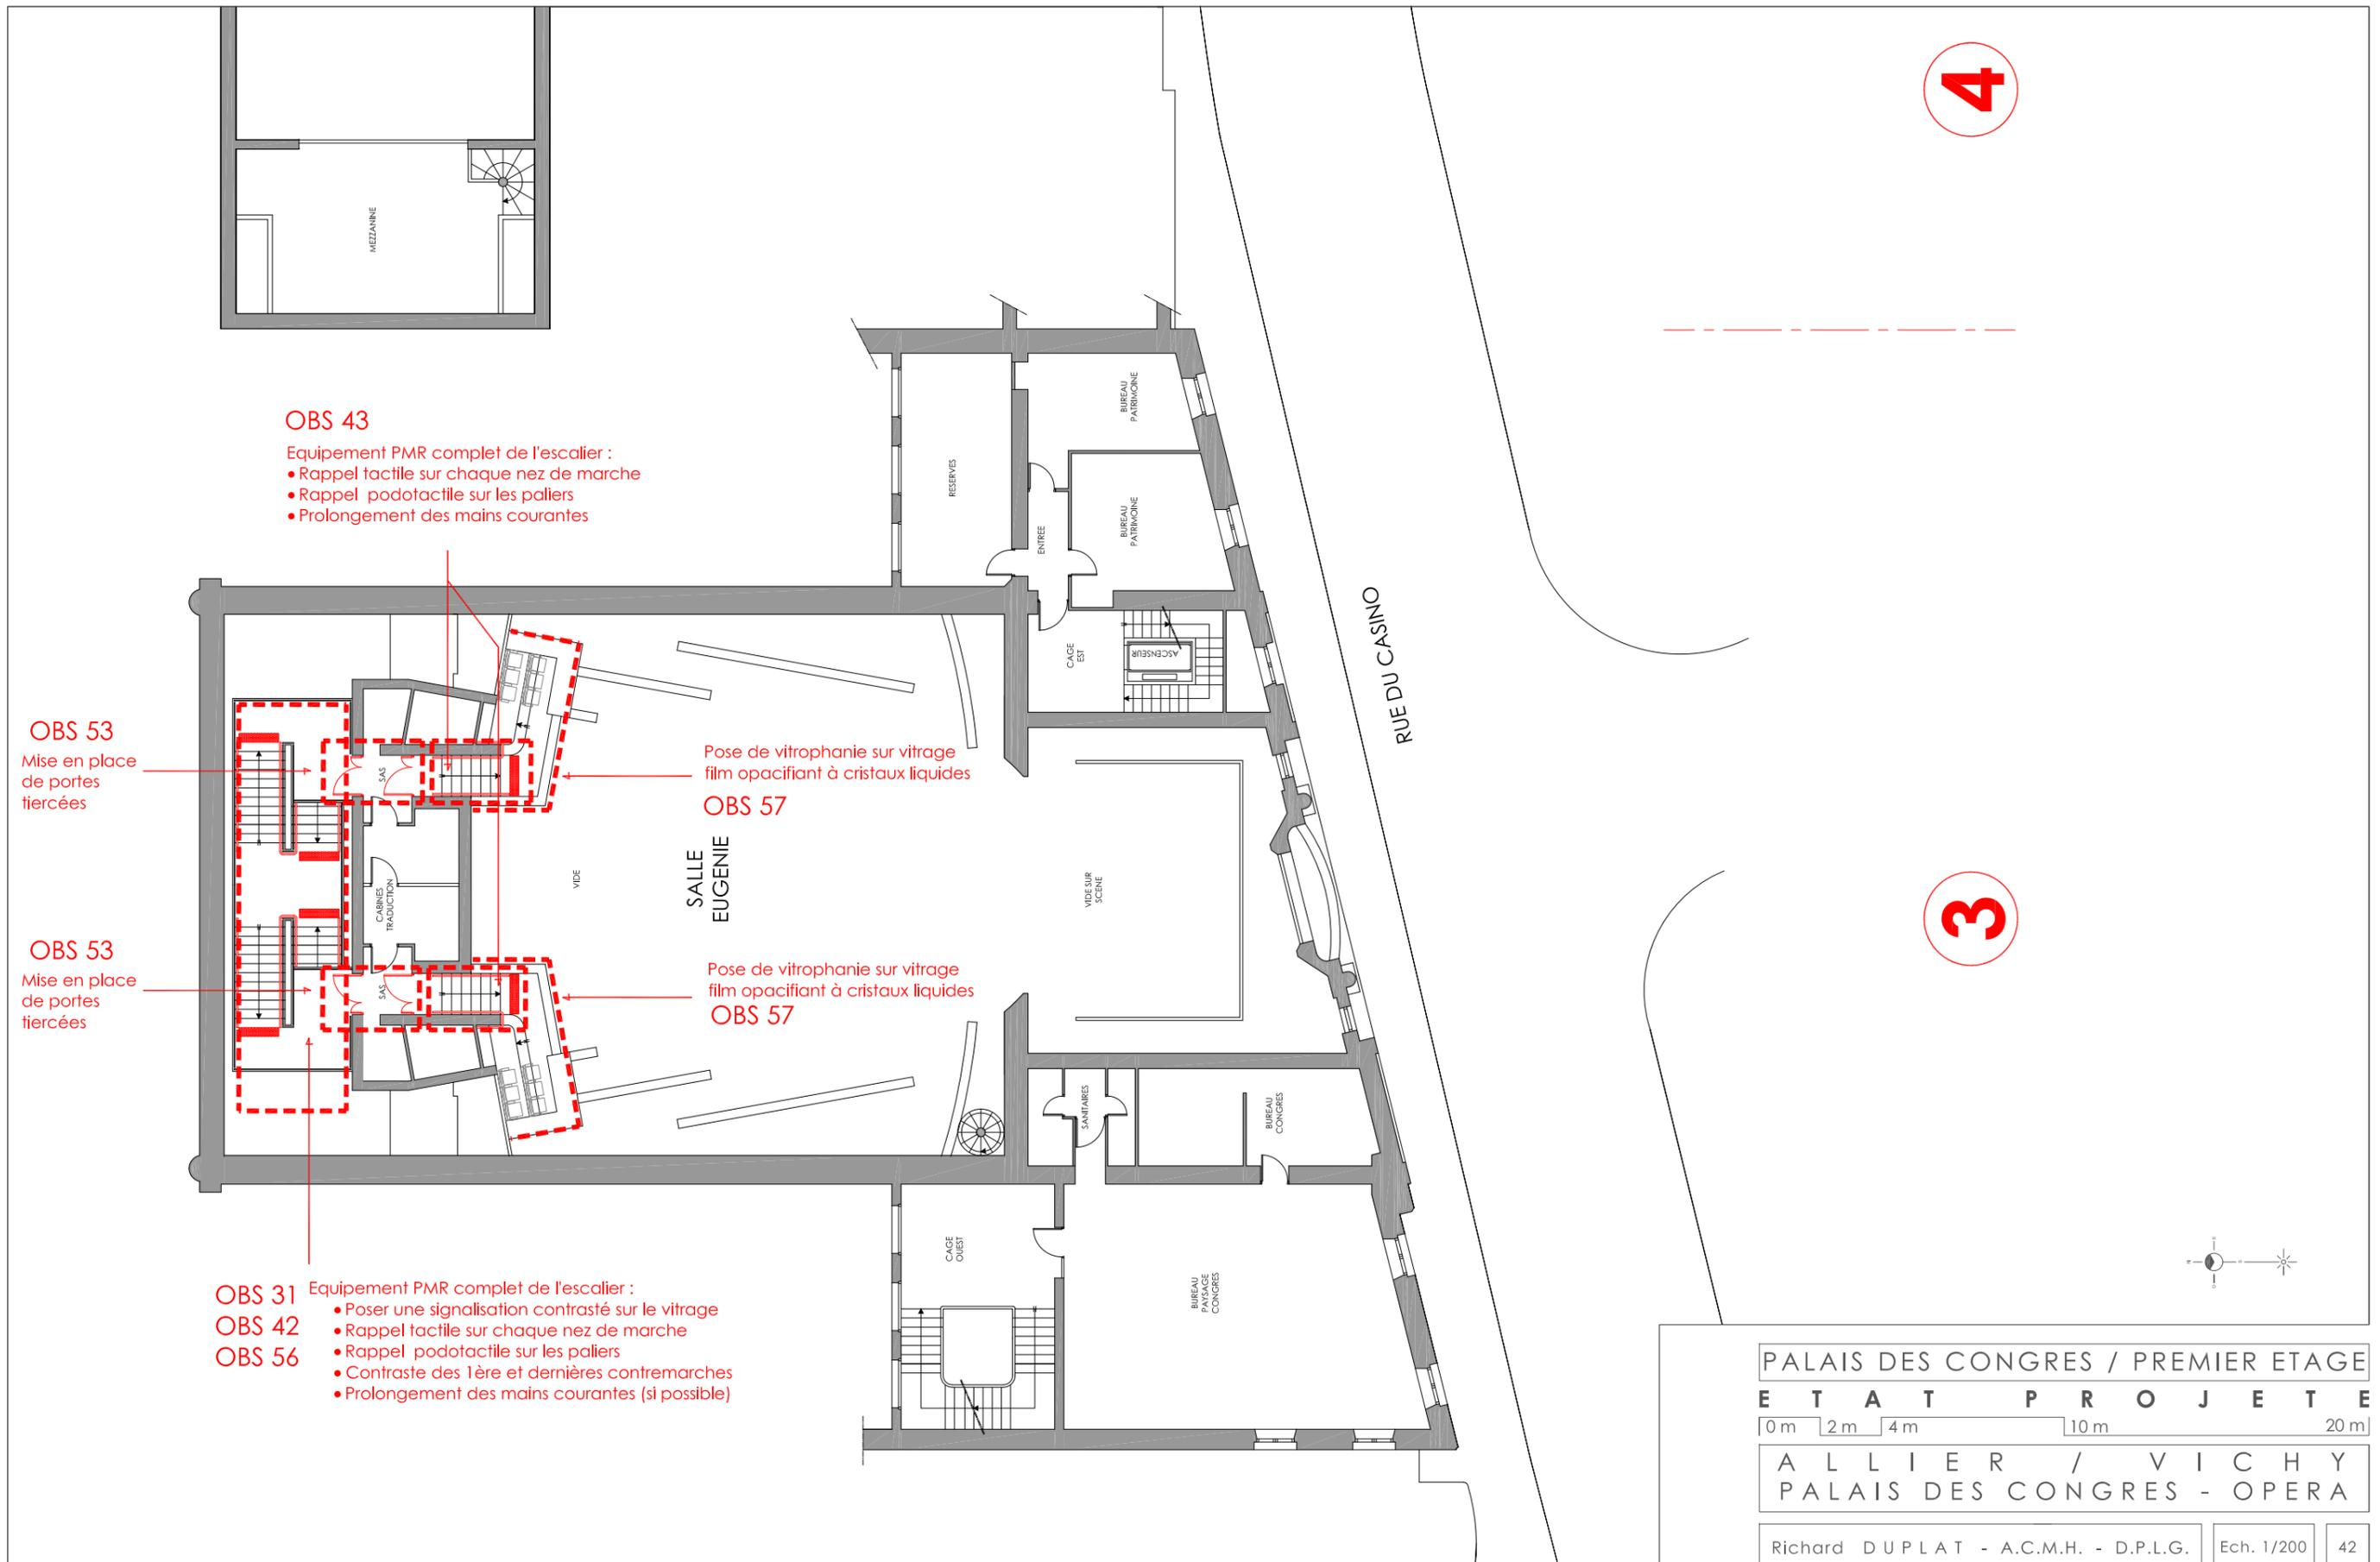 4
MEZZANINE
OBS 43
Equipement PMR complet de l'escalier :
• Rappel tactile sur chaque nez de marche
• Rappel podotactile sur les paliers
• Prolongement des mains courantes
RESERVES
BUREAU
PATRIMOINE
BUREAU
PATRIMOINE
ENTREE
CAGE
EST
ASCENSEUR
RUE DU CASINO
OBS 53
Mise en place
de portes
tiercées
SAS
Pose de vitrophanie sur vitrage
film opacifiant à cristaux liquides
OBS 57
CABINES
TRADUCTION
VIDE
SALLE
EUGENIE
VIDE SUR
SCENE
3
OBS 53
Mise en place
de portes
tiercées
SAS
Pose de vitrophanie sur vitrage
film opacifiant à cristaux liquides
OBS 57
SANITAIRES
BUREAU
CONGRES
CAGE
OUEST
BUREAU
PAYSAGE
CONGRES
OBS 31
OBS 42
OBS 56
Equipement PMR complet de l'escalier :
• Poser une signalisation contrasté sur le vitrage
• Rappel tactile sur chaque nez de marche
• Rappel podotactile sur les paliers
• Contraste des 1ère et dernières contremarches
• Prolongement des mains courantes (si possible)
PALAIS DES CONGRES / PREMIER ETAGE
ETAT PROJETE
0 m 2 m 4 m 10 m 20 m
ALLIER / VICHY
PALAIS DES CONGRES - OPERA
Richard DUPLAT - A.C.M.H. - D.P.L.G.
Ech. 1/200
42